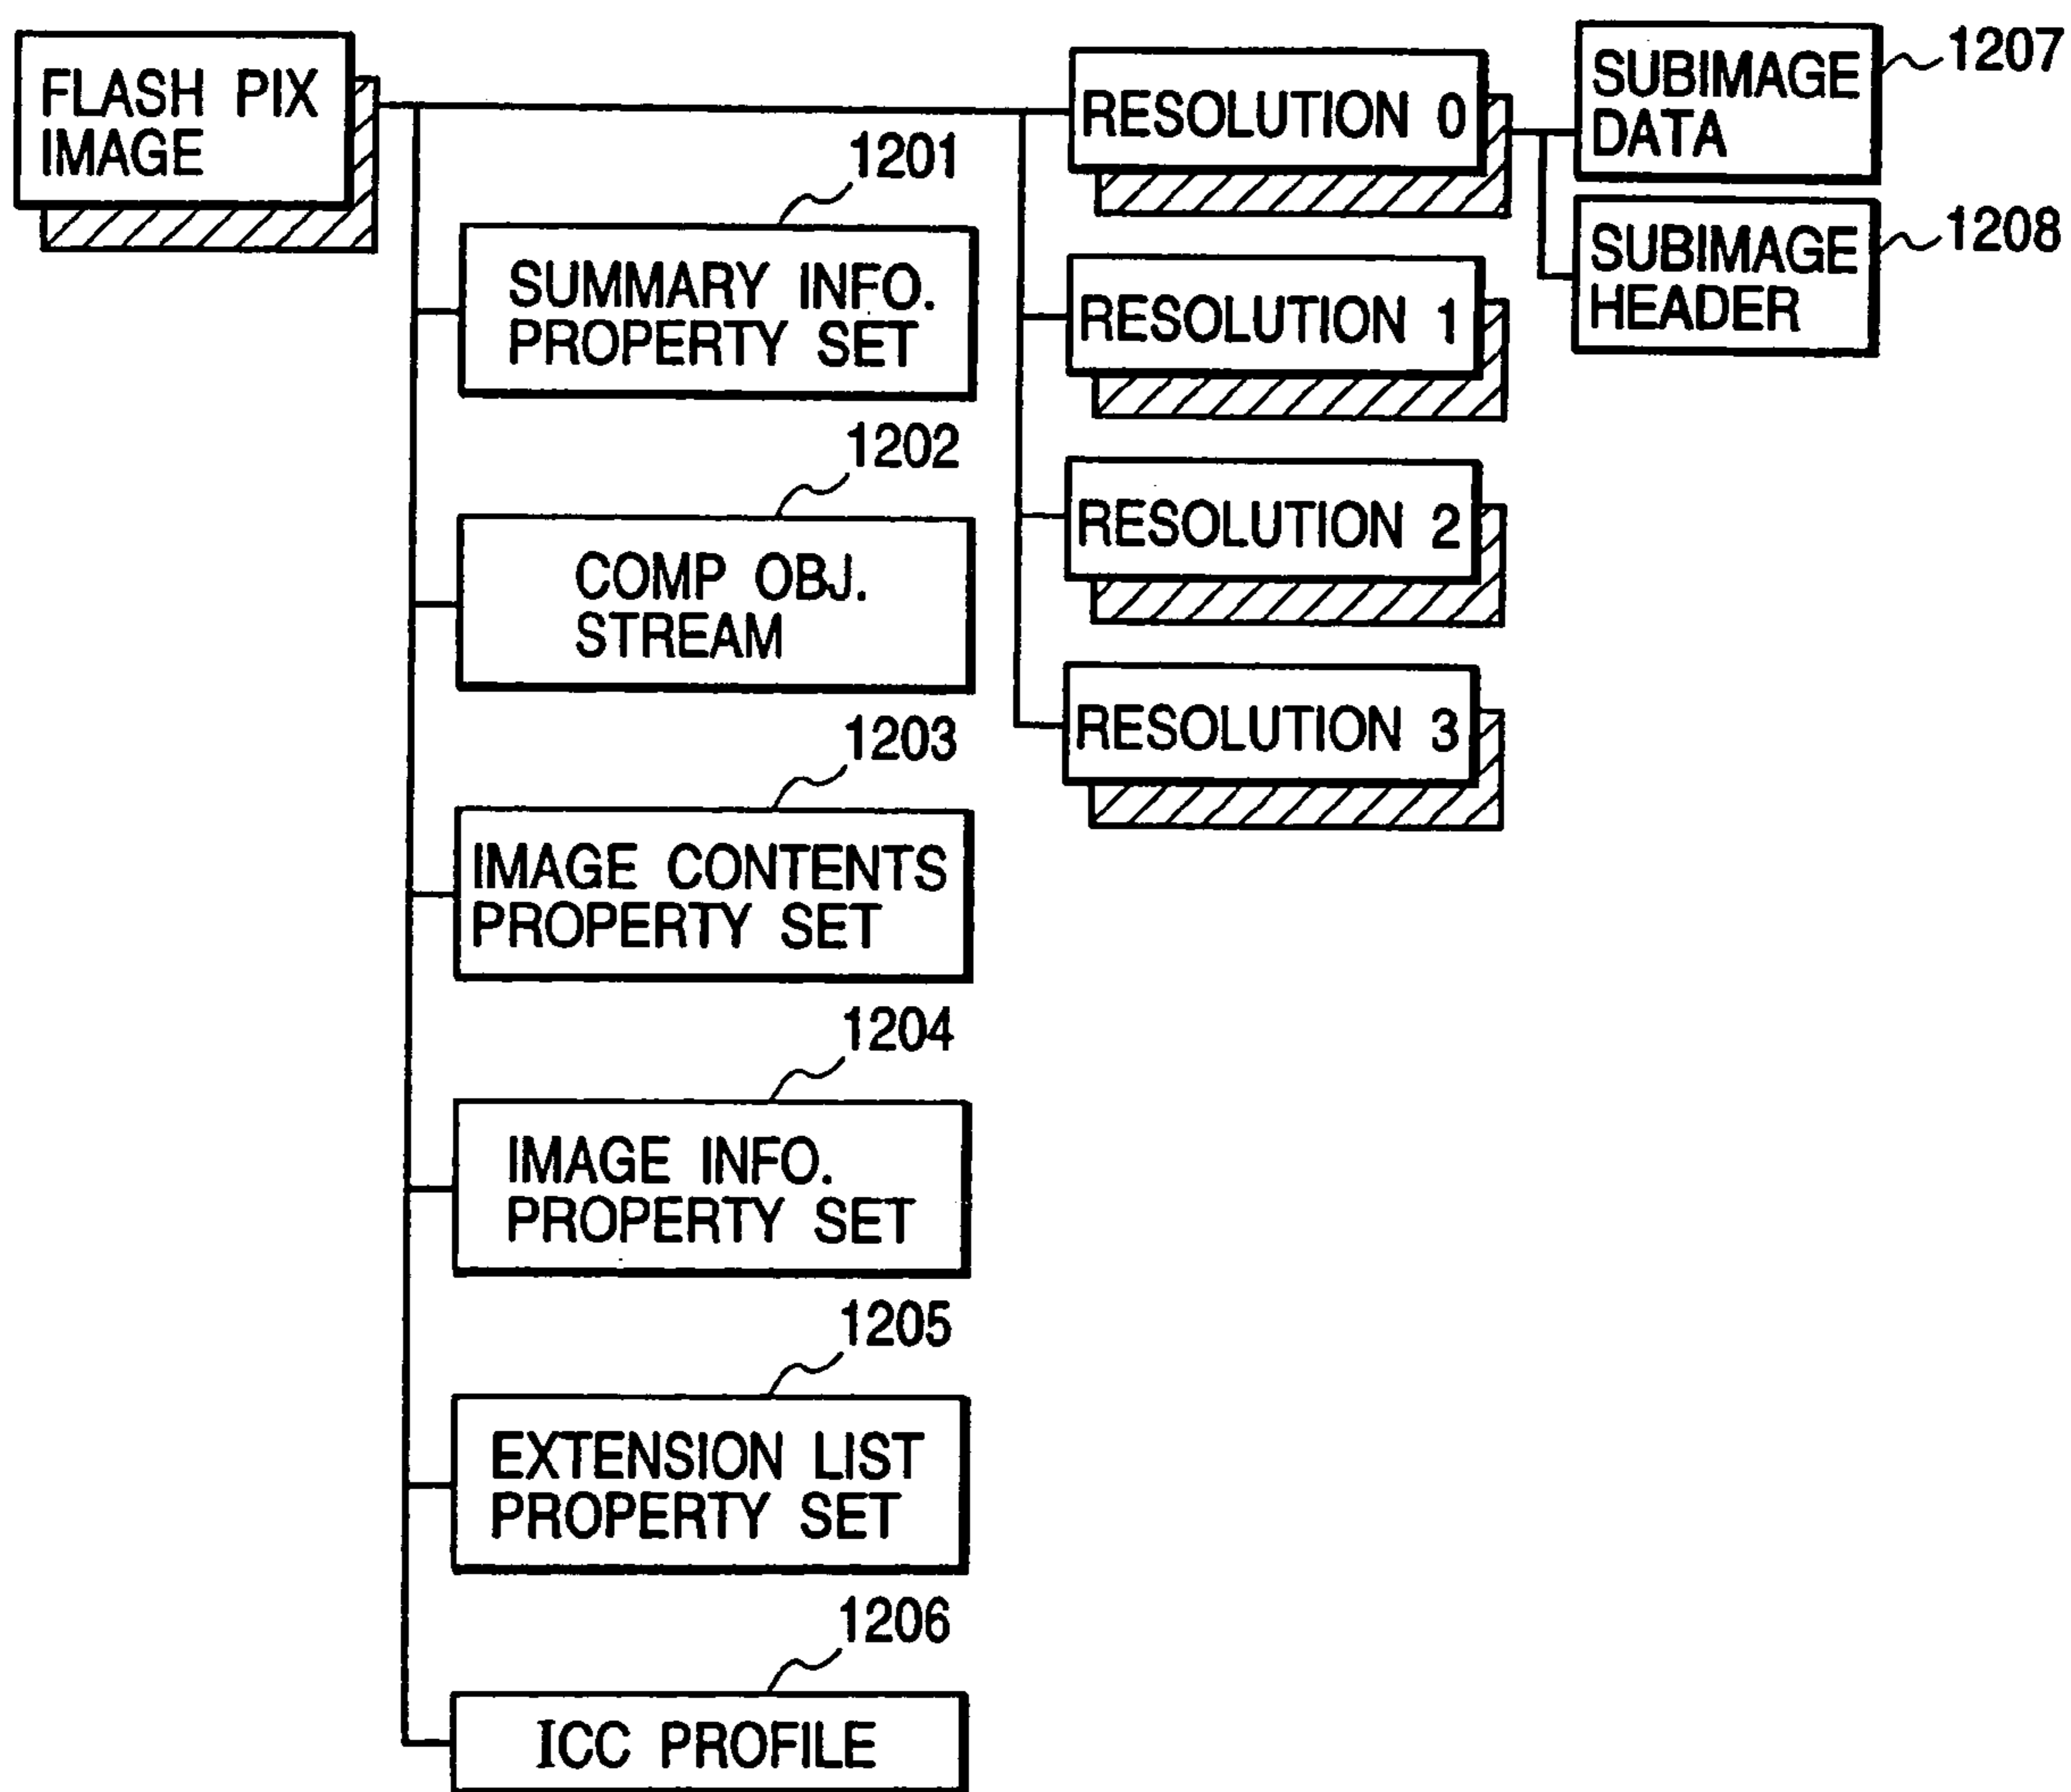 FLASH PIX
IMAGE
1201
SUMMARY INFO.
PROPERTY SET
1202
COMP OBJ.
STREAM
1203
IMAGE CONTENTS
PROPERTY SET
1204
IMAGE INFO.
PROPERTY SET
1205
EXTENSION LIST
PROPERTY SET
1206
ICC PROFILE
RESOLUTION 0
RESOLUTION 1
RESOLUTION 2
RESOLUTION 3
SUBIMAGE
DATA
1207
SUBIMAGE
HEADER
1208